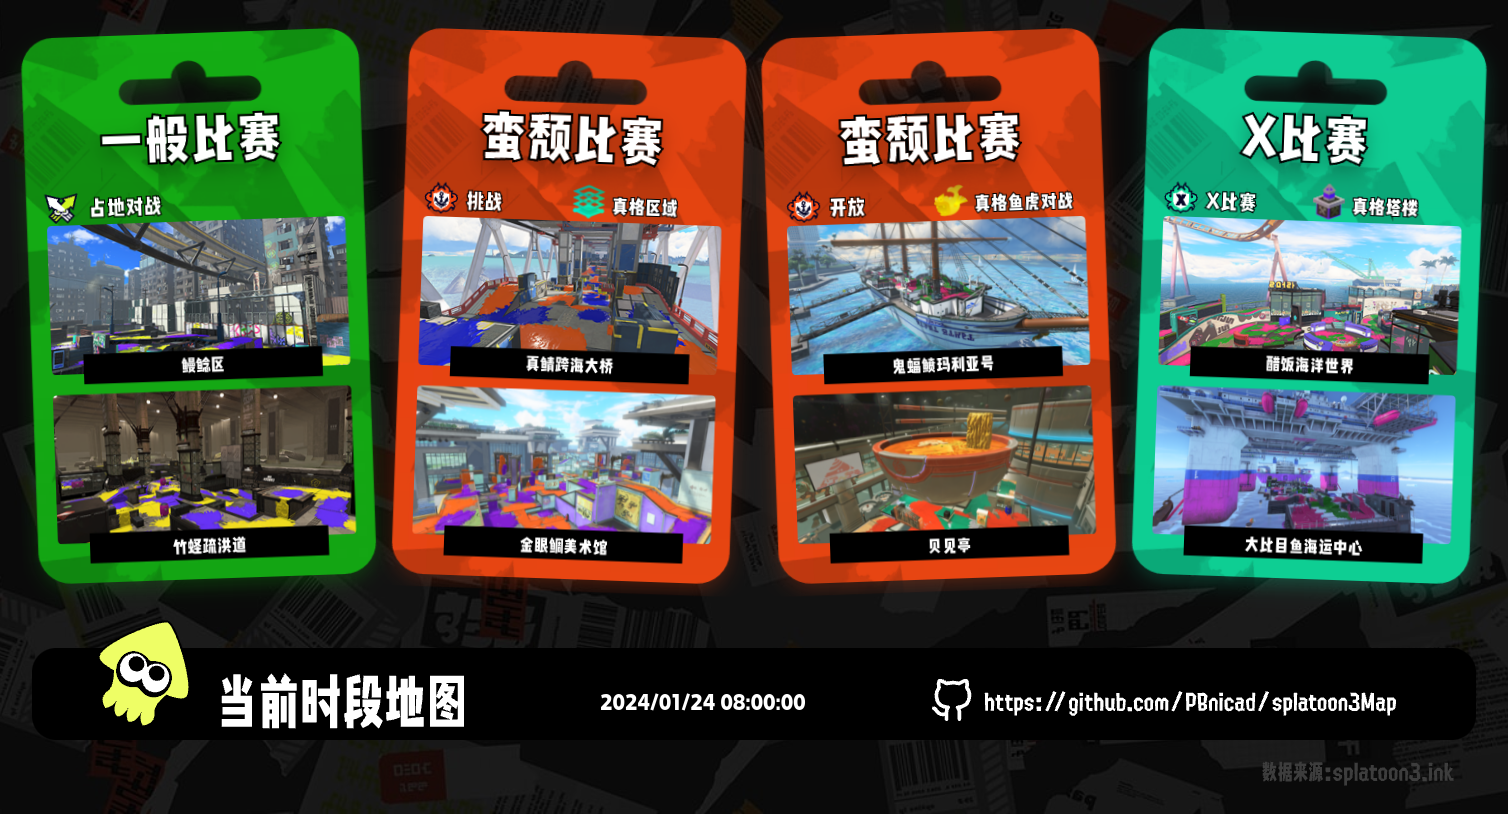 一般比赛
占地对战
鳗鲶区
竹蛏疏洪道
蛮颓比赛
挑战
真格区域
真鲭跨海大桥
金眼鲷美术馆
蛮颓比赛
开放
真格鱼虎对战
鬼蝠鲼玛利亚号
贝贝亭
X比赛
X比赛
真格塔楼
醋饭海洋世界
大比目鱼海运中心
当前时段地图
2024/01/24 08:00:00
https://github.com/PBnicad/splatoon3Map
数据来源:splatoon3.ink